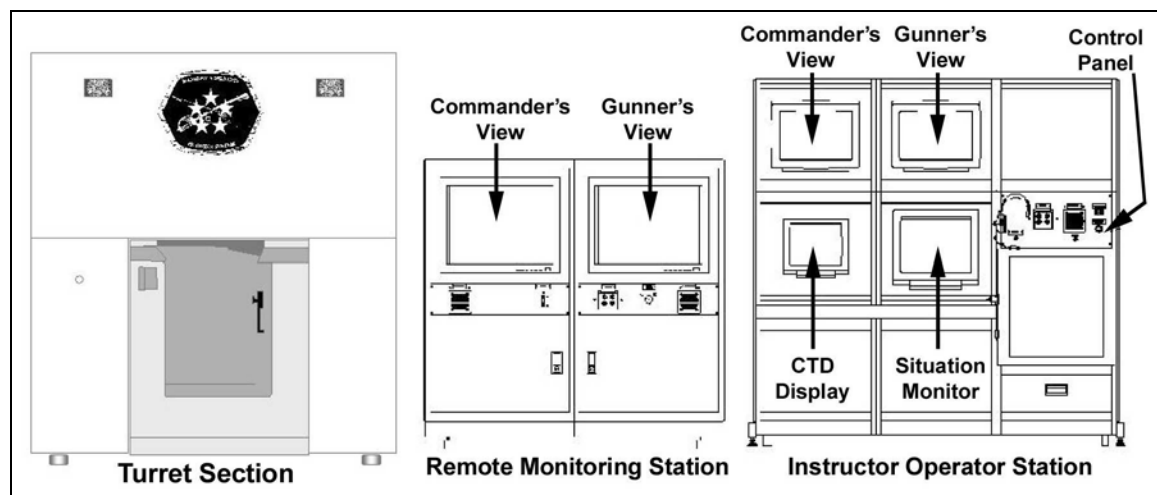 Commander's
View
Gunner's
View
Commander's
View
Gunner's
View
Control
Panel
CTD
Display
Situation
Monitor
Turret Section
Remote Monitoring Station
Instructor Operator Station